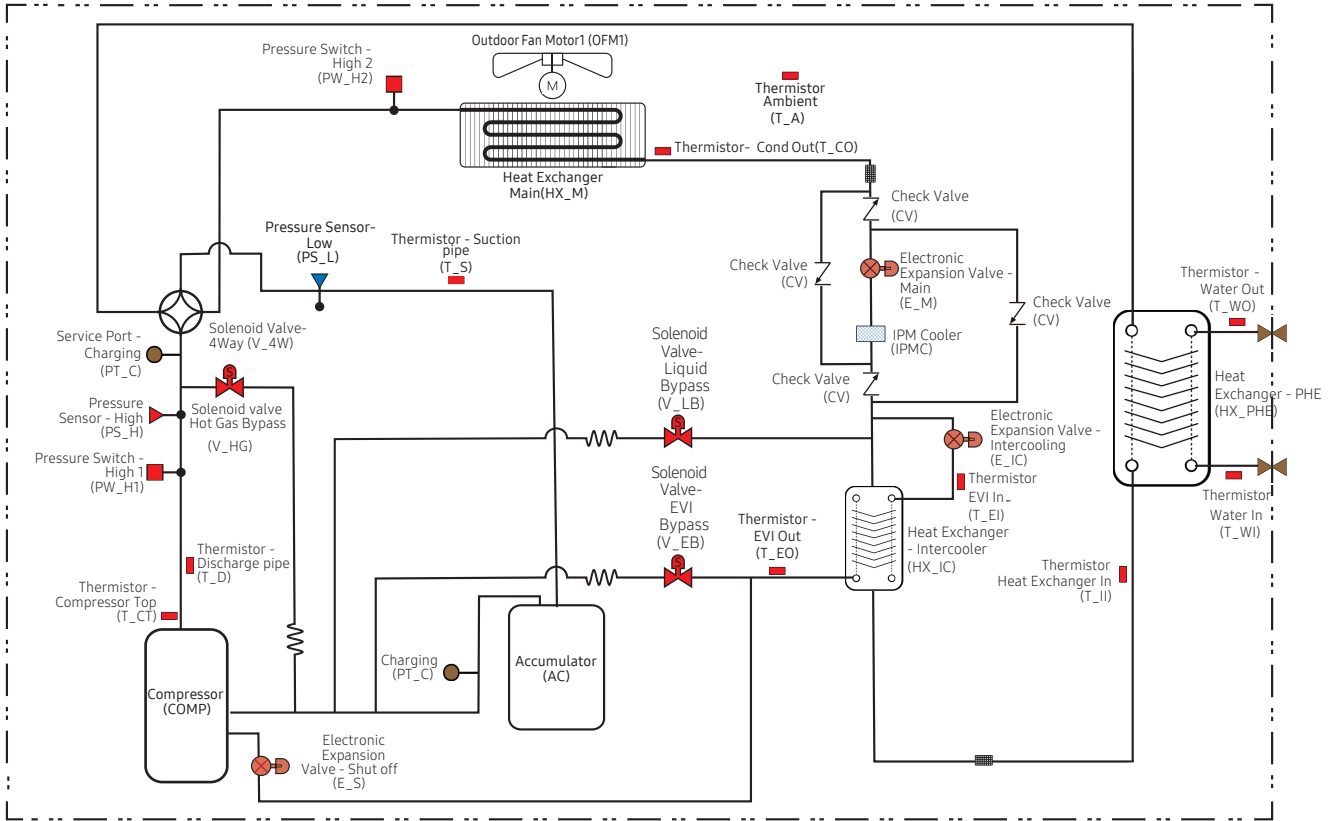 Outdoor Fan Motor1 (OFM1)
M
Pressure Switch -
High 2
(PW_H2)
Thermistor
Ambient
(T_A)
Thermistor- Cond Out(T_CO)
Heat Exchanger
Main(HX_M)
Check Valve
(CV)
Pressure Sensor-
Low
(PS_L)
Thermistor - Suction
pipe
(T_S)
Check Valve
(CV)
Electronic
Expansion Valve -
Main
(E_M)
Thermistor -
Water Out
(T_WO)
Check Valve
(CV)
Service Port -
Charging
(PT_C)
Solenoid Valve-
4Way (V_4W)
IPM Cooler
(IPMC)
Solenoid
Valve-
Liquid
Bypass
(V_LB)
S
Check Valve
(CV)
Heat
Exchanger - PHE
(HX_PHE)
S
Pressure
Sensor - High
(PS_H)
Solenoid valve
Hot Gas Bypass
(V_HG)
Electronic
Expansion Valve -
Intercooling
(E_IC)
Pressure Switch -
High 1
(PW_H1)
Solenoid
Valve-
EVI
Bypass
(V_EB)
S
Thermistor
EVI In-
(T_EI)
Thermistor
Water In
(T_WI)
Thermistor -
EVI Out
(T_EO)
Heat Exchanger
- Intercooler
(HX_IC)
Thermistor -
Discharge pipe
(T_D)
Thermistor
Heat Exchanger In
(T_II)
Thermistor -
Compressor Top
(T_CT)
Charging
(PT_C)
Accumulator
(AC)
Compressor
(COMP)
Electronic
Expansion
Valve - Shut off
(E_S)